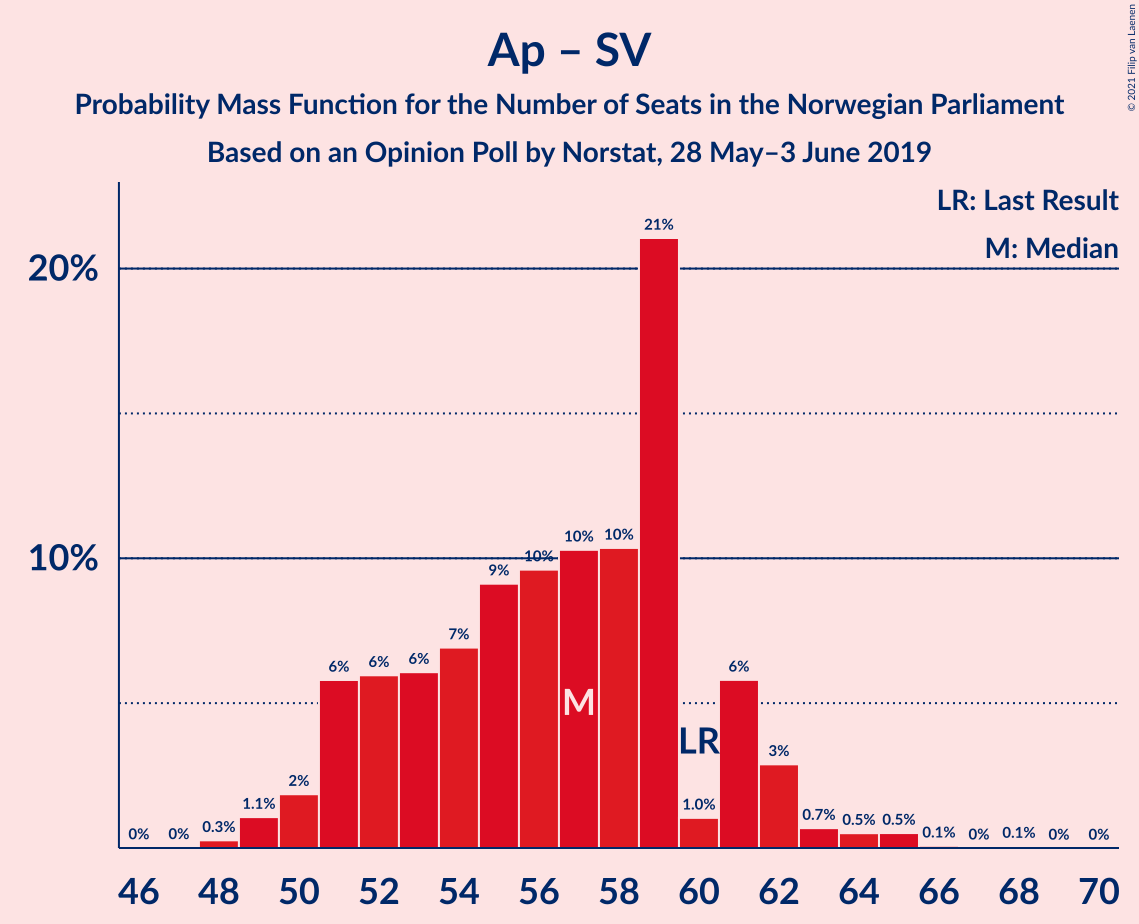 Ap – SV
Probability Mass Function for the Number of Seats in the Norwegian Parliament
Based on an Opinion Poll by Norstat, 28 May–3 June 2019
© 2021 Filip van Laenen
LR: Last Result
M: Median
20%
10%
0% 0% 0.3% 1.1% 2% 6% 6% 6% 7% 9% 10% 10% 10% 21% 1.0% 6% 3% 0.7% 0.5% 0.5% 0.1% 0% 0.1% 0% 0%
M
LR
46 48 50 52 54 56 58 60 62 64 66 68 70